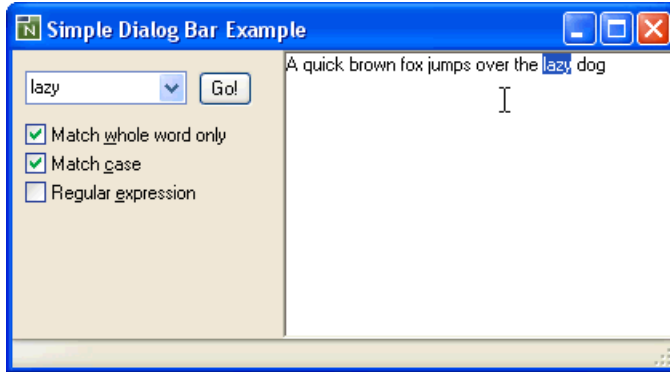 Simple Dialog Bar Example
lazy
Go!
Match whole word only
Match case
Regular expression
A quick brown fox jumps over the lazy dog